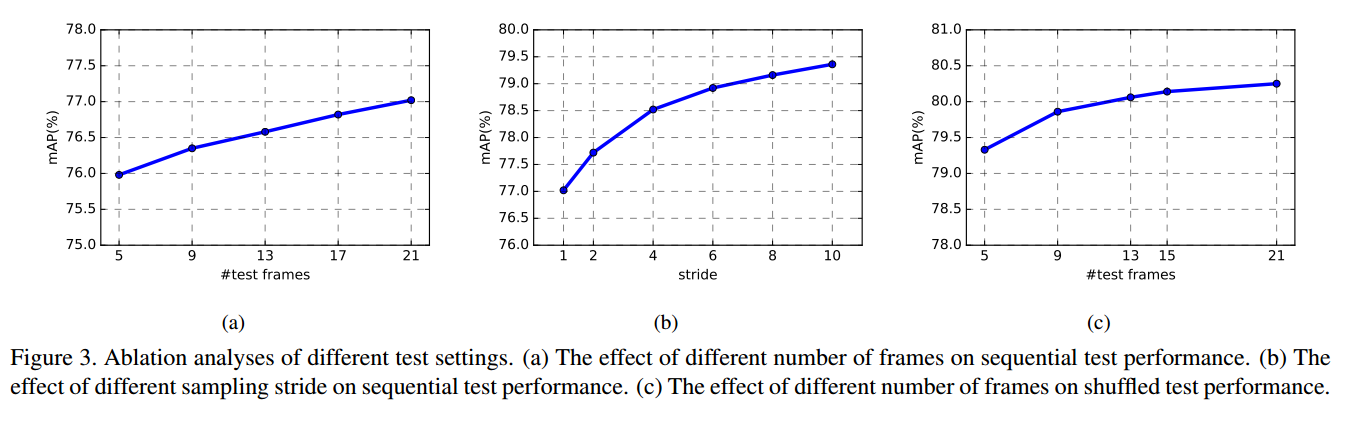 78.0
77.5
77.0
76.5
76.0
75.5
75.0
mAP(%)
5 9 13 17 21
#test frames
(a)
80.0
79.5
79.0
78.5
78.0
77.5
77.0
76.5
76.0
mAP(%)
1 2 4 6 8 10
stride
(b)
81.0
80.5
80.0
79.5
79.0
78.5
78.0
mAP(%)
5 9 13 15 21
#test frames
(c)
Figure 3. Ablation analyses of different test settings. (a) The effect of different number of frames on sequential test performance. (b) The
effect of different sampling stride on sequential test performance. (c) The effect of different number of frames on shuffled test performance.